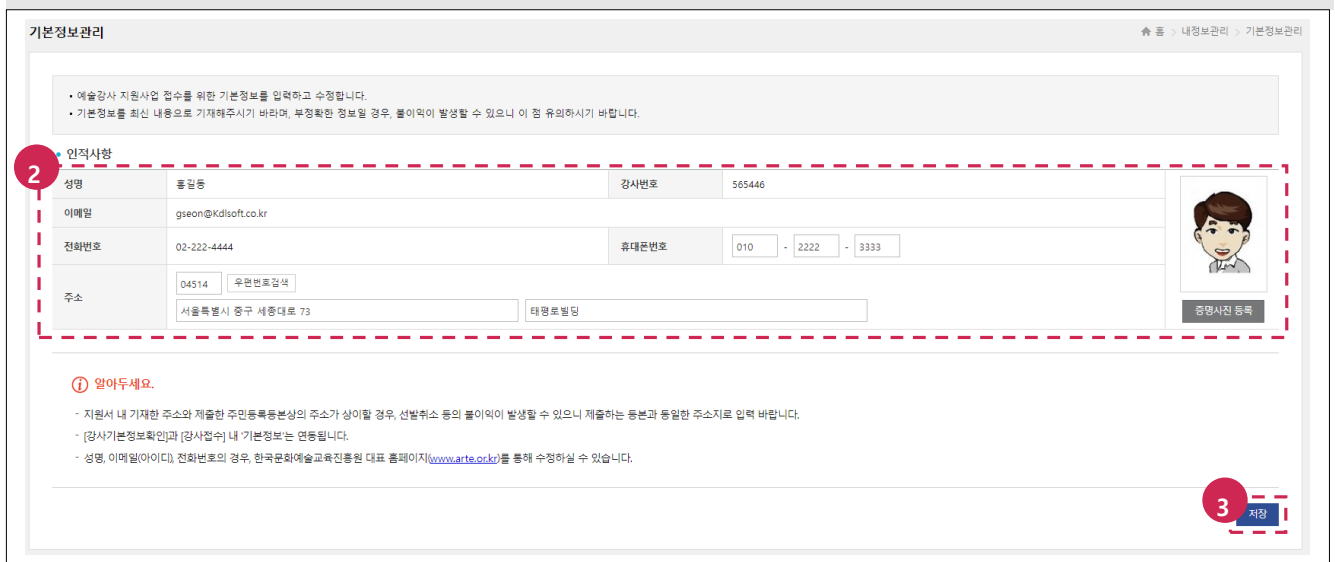 기본정보관리
홈 > 내정보관리 > 기본정보관리
• 예술강사 지원사업 접수를 위한 기본정보를 입력하고 수정합니다.
• 기본정보를 최신 내용으로 기재해주시기 바라며, 부정확한 정보일 경우, 불이익이 발생할 수 있으니 이 점 유의하시기 바랍니다.
• 인적사항
2
성명 홍길동 강사번호 565446
이메일 gseon@Kdlsoft.co.kr
전화번호 02-222-4444 휴대폰번호 010 - 2222 - 3333
주소 04514 우편번호검색
서울특별시 중구 세종대로 73 태평로빌딩
증명사진 등록
알아두세요.
- 지원서 내 기재한 주소와 제출한 주민등록등본상의 주소가 상이할 경우, 선발취소 등의 불이익이 발생할 수 있으니 제출하는 등본과 동일한 주소지로 입력 바랍니다.
- [강사기본정보확인]과 [강사접수] 내 '기본정보'는 연동됩니다.
- 성명, 이메일(아이디), 전화번호의 경우, 한국문화예술교육진흥원 대표 홈페이지(www.arte.or.kr)를 통해 수정하실 수 있습니다.
3
저장